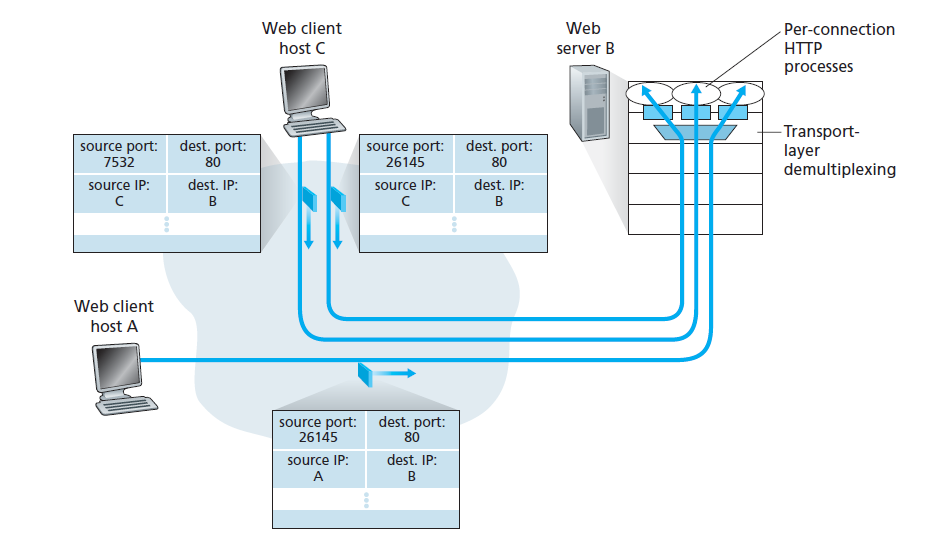 Web client
host C
Web
server B
Per-connection
HTTP
processes
Transport-
layer
demultiplexing
source port:
7532
dest. port:
80
source IP:
C
dest. IP:
B
source port:
26145
dest. port:
80
source IP:
C
dest. IP:
B
Web client
host A
source port:
26145
dest. port:
80
source IP:
A
dest. IP:
B